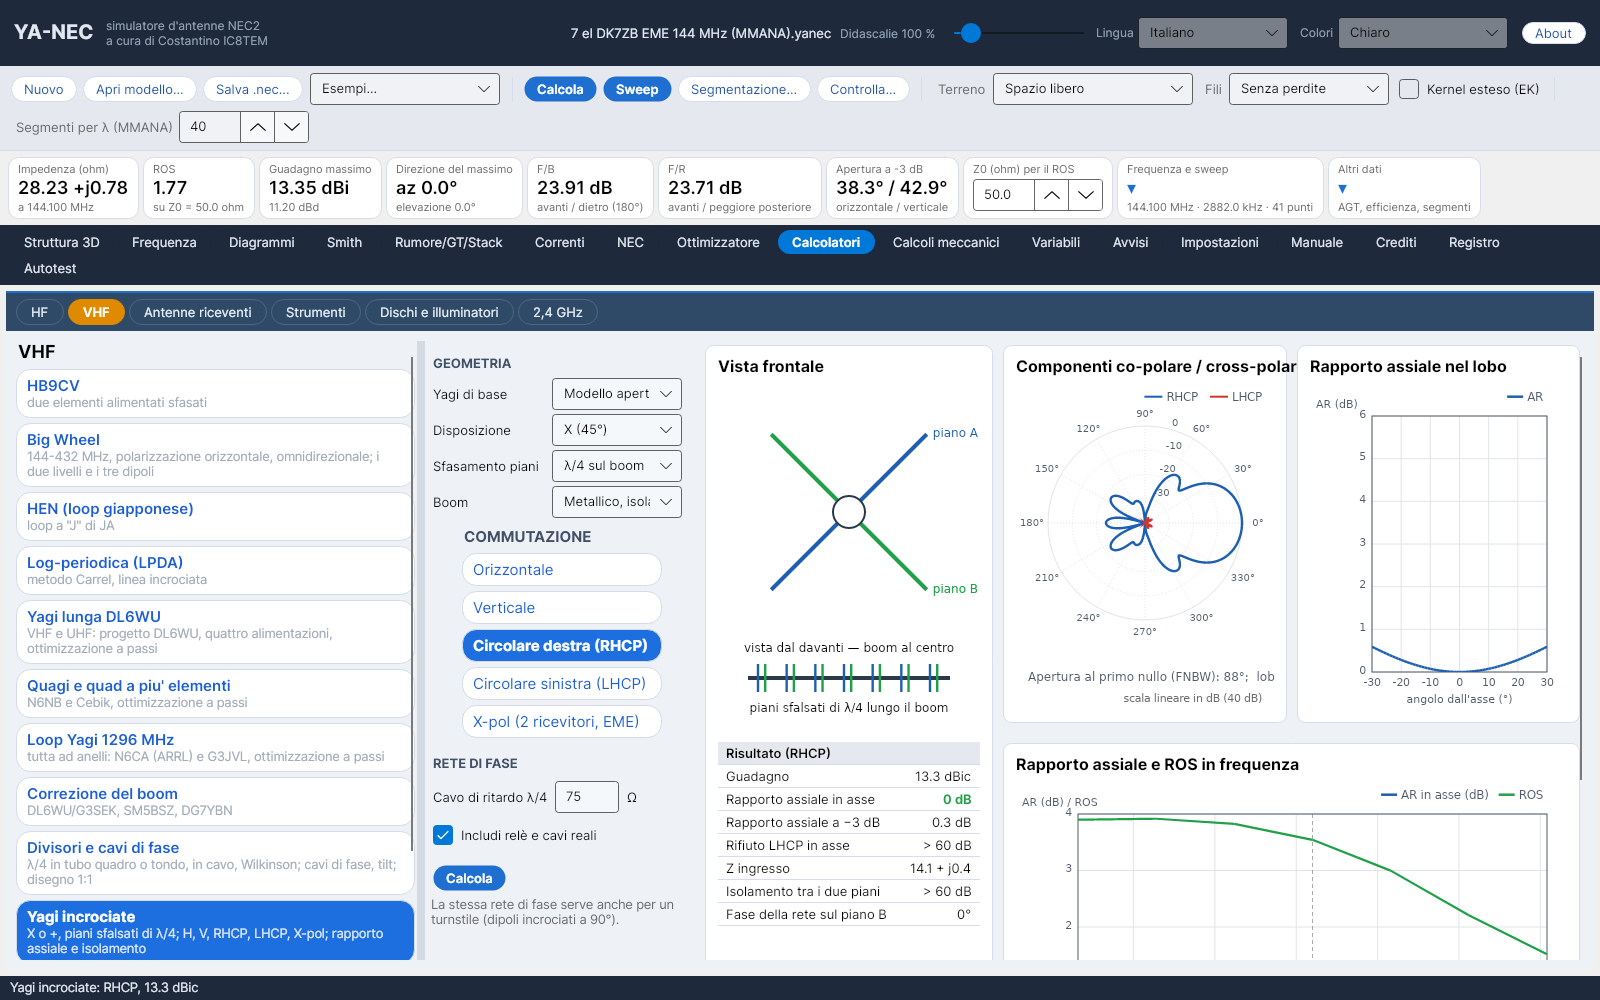 YA-NEC
simulatore d'antenne NEC2
a cura di Costantino IC8TEM
7 el DK7ZB EME 144 MHz (MMANA).yanec
Didascalie 100 %
Lingua
Italiano
Colori
Chiaro
About
Nuovo
Apri modello...
Salva .nec...
Esempi...
Calcola
Sweep
Segmentazione...
Controlla...
Terreno
Spazio libero
Fili
Senza perdite
Kernel esteso (EK)
Segmenti per λ (MMANA)
40
Impedenza (ohm)
28.23 +j0.78
a 144.100 MHz
ROS
1.77
su Z0 = 50.0 ohm
Guadagno massimo
13.35 dBi
11.20 dBd
Direzione del massimo
az 0.0°
elevazione 0.0°
F/B
23.91 dB
avanti / dietro (180°)
F/R
23.71 dB
avanti / peggiore posteriore
Apertura a -3 dB
38.3° / 42.9°
orizzontale / verticale
Z0 (ohm) per il ROS
50.0
Frequenza e sweep
▼
144.100 MHz · 2882.0 kHz · 41 punti
Altri dati
▼
AGT, efficienza, segmenti
Struttura 3D
Frequenza
Diagrammi
Smith
Rumore/GT/Stack
Correnti
NEC
Ottimizzatore
Calcolatori
Calcoli meccanici
Variabili
Avvisi
Impostazioni
Manuale
Crediti
Registro
Autotest
HF
VHF
Antenne riceventi
Strumenti
Dischi e illuminatori
2,4 GHz
VHF
HB9CV
due elementi alimentati sfasati
Big Wheel
144-432 MHz, polarizzazione orizzontale, omnidirezionale; i
due livelli e i tre dipoli
HEN (loop giapponese)
loop a "J" di JA
Log-periodica (LPDA)
metodo Carrel, linea incrociata
Yagi lunga DL6WU
VHF e UHF: progetto DL6WU, quattro alimentazioni,
ottimizzazione a passi
Quagi e quad a piu' elementi
N6NB e Cebik, ottimizzazione a passi
Loop Yagi 1296 MHz
tutta ad anelli: N6CA (ARRL) e G3JVL, ottimizzazione a passi
Correzione del boom
DL6WU/G3SEK, SM5BSZ, DG7YBN
Divisori e cavi di fase
λ/4 in tubo quadro o tondo, in cavo, Wilkinson; cavi di fase, tilt;
disegno 1:1
Yagi incrociate
X o +, piani sfalsati di λ/4; H, V, RHCP, LHCP, X-pol; rapporto
assiale e isolamento
GEOMETRIA
Yagi di base
Modello apert
Disposizione
X (45°)
Sfasamento piani
λ/4 sul boom
Boom
Metallico, isola
COMMUTAZIONE
Orizzontale
Verticale
Circolare destra (RHCP)
Circolare sinistra (LHCP)
X-pol (2 ricevitori, EME)
RETE DI FASE
Cavo di ritardo λ/4
75
Ω
Includi relè e cavi reali
Calcola
La stessa rete di fase serve anche per un
turnstile (dipoli incrociati a 90°).
Vista frontale
piano A
piano B
vista dal davanti — boom al centro
piani sfalsati di λ/4 lungo il boom
Risultato (RHCP)
Guadagno 13.3 dBic
Rapporto assiale in asse 0 dB
Rapporto assiale a −3 dB 0.3 dB
Rifiuto LHCP in asse > 60 dB
Z ingresso 14.1 + j0.4
Isolamento tra i due piani > 60 dB
Fase della rete sul piano B 0°
Componenti co-polare / cross-polar
RHCP
LHCP
90°
0
120°
60°
-10
150°
-20
30°
-30
180°
0°
210°
330°
240°
300°
270°
Apertura al primo nullo (FNBW): 88°; lob
scala lineare in dB (40 dB)
Rapporto assiale nel lobo
AR
AR (dB)
6
5
4
3
2
1
0
-30 -20 -10 0 10 20 30
angolo dall'asse (°)
Rapporto assiale e ROS in frequenza
AR in asse (dB)
ROS
AR (dB) / ROS
4
3
2
Yagi incrociate: RHCP, 13.3 dBic